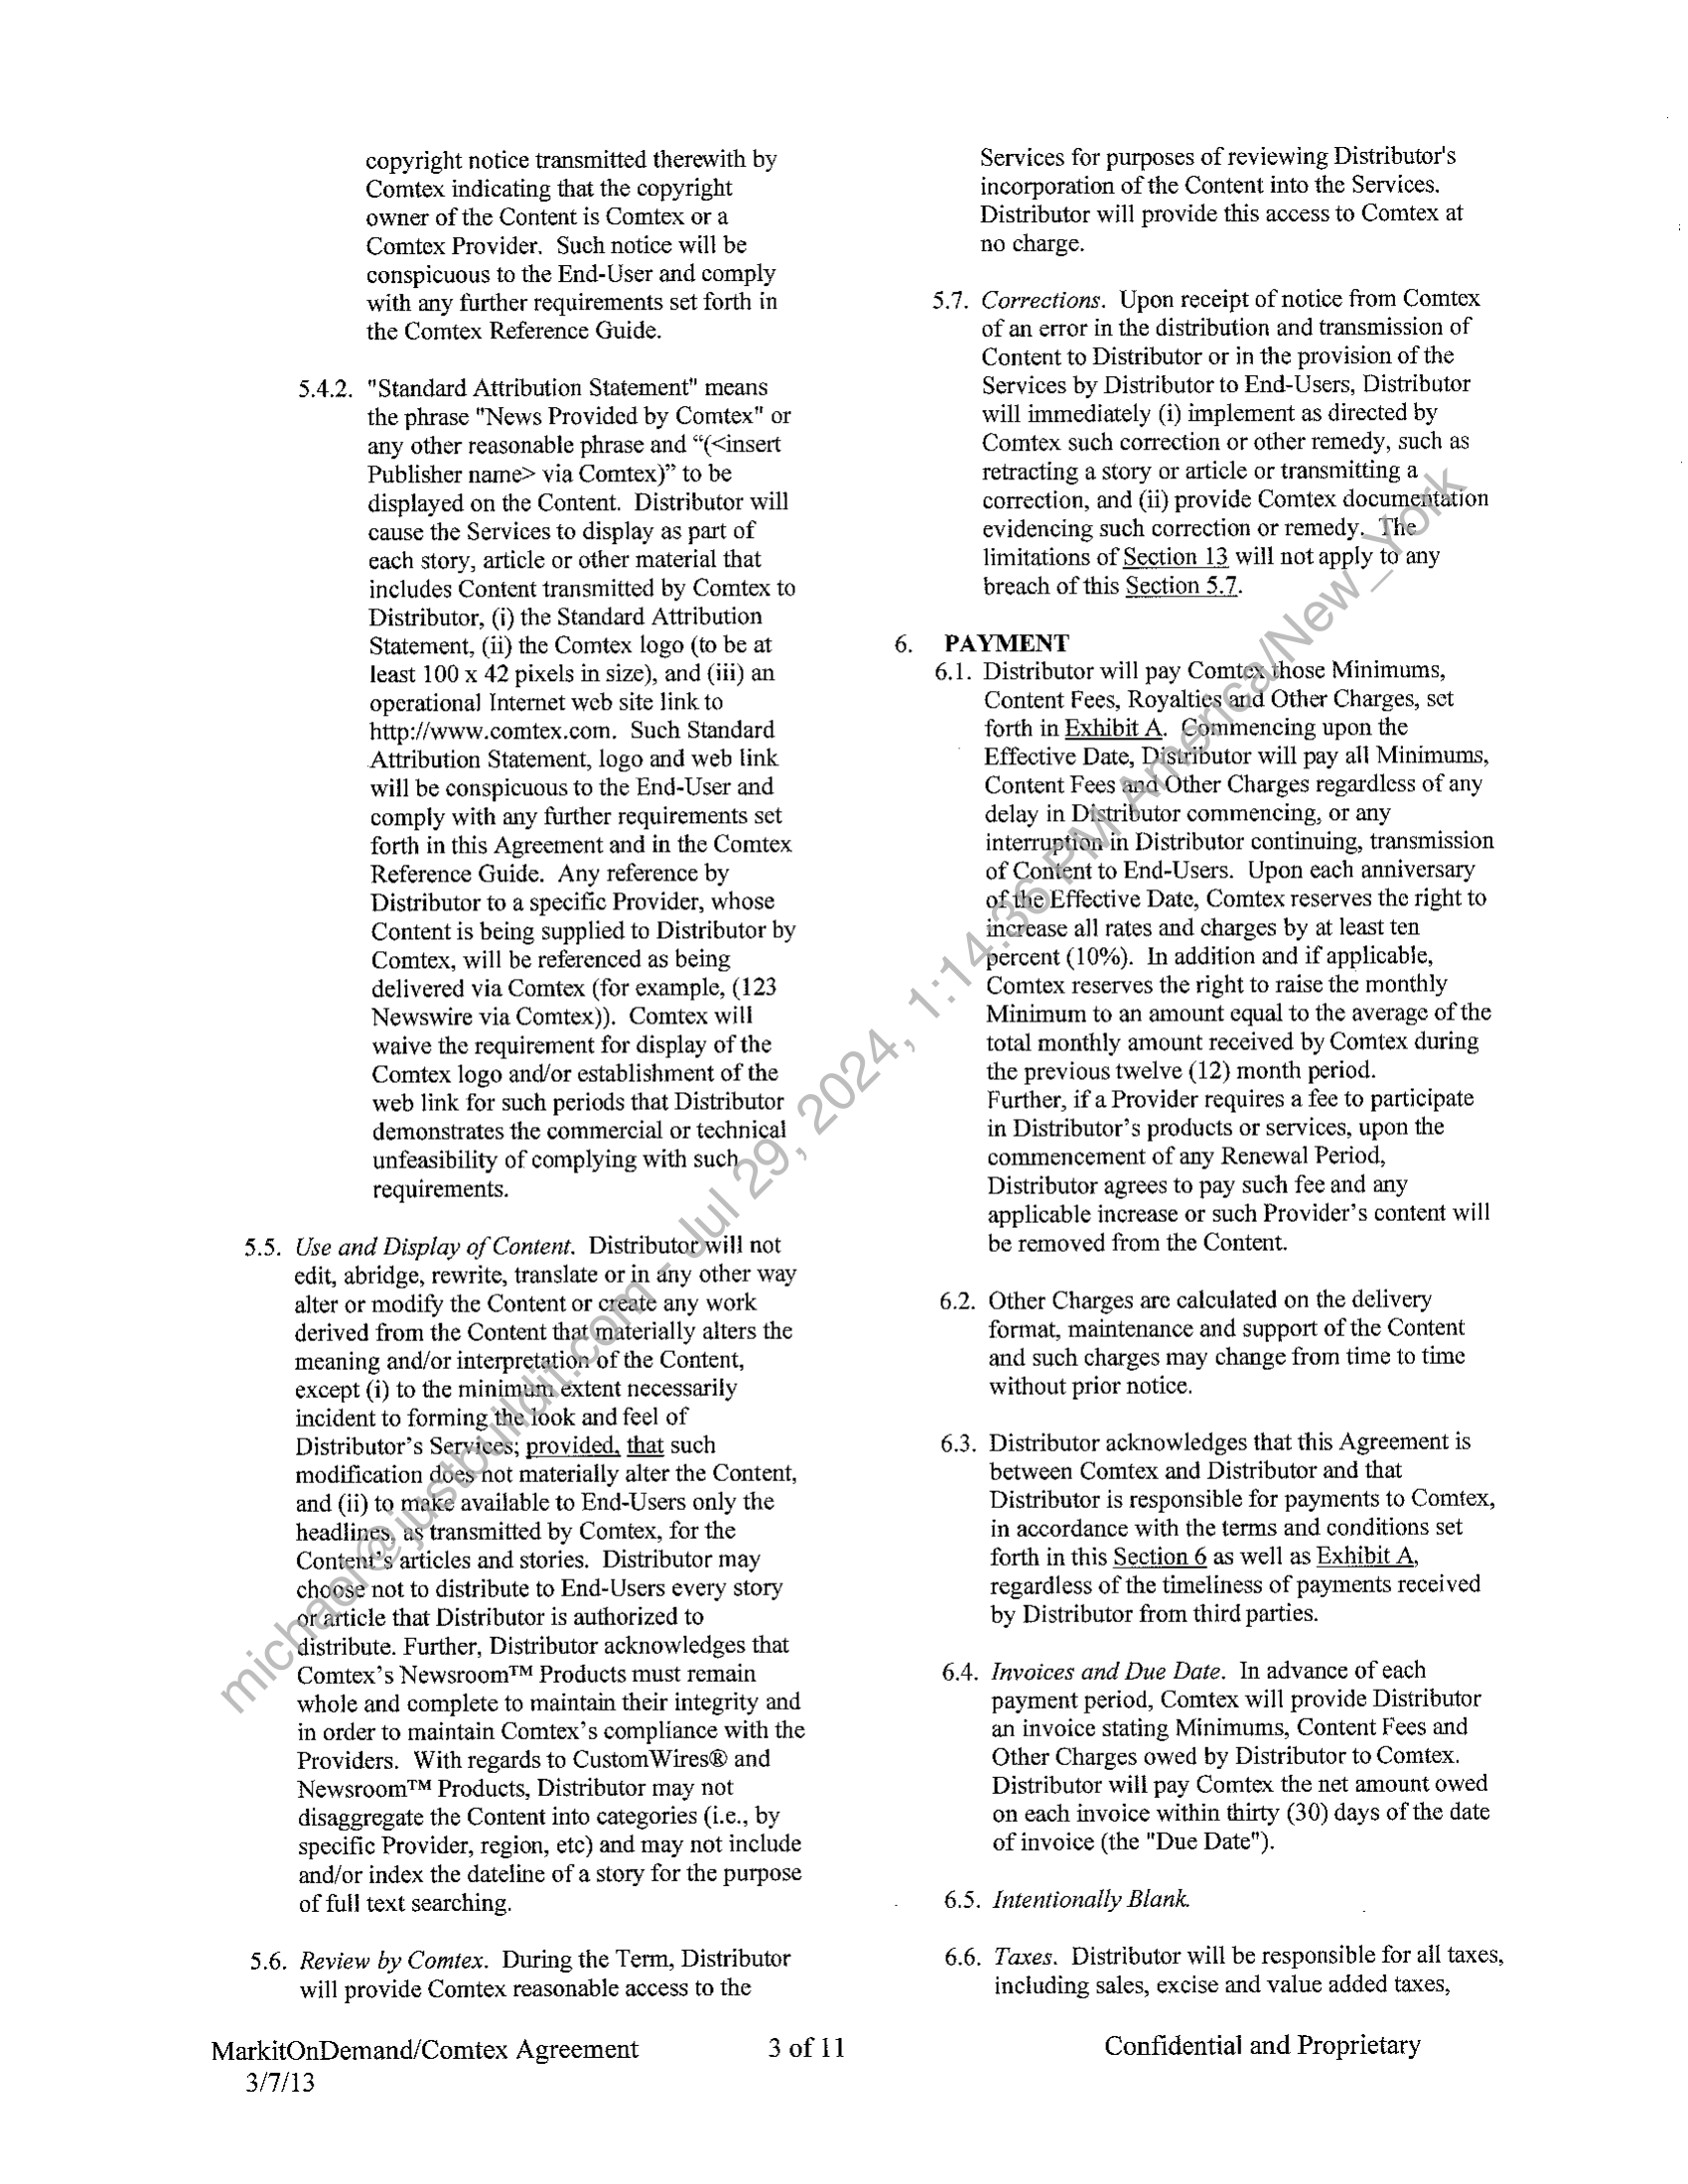 copyright notice transmitted therewith by
Comtex indicating that the copyright
owner of the Content is Comtex or a
Comtex Provider. Such notice will be
conspicuous to the End-User and comply
with any further requirements set forth in
the Comtex Reference Guide.
5.4.2. "Standard Attribution Statement" means
the phrase "News Provided by Comtex" or
any other reasonable phrase and “(<insert
Publisher name> via Comtex)” to be
displayed on the Content. Distributor will
cause the Services to display as part of
each story, article or other material that
includes Content transmitted by Comtex to
Distributor, (i) the Standard Attribution
Statement, (ii) the Comtex logo (to be at
least 100 x 42 pixels in size), and (iii) an
operational Internet web site link to
http://www.comtex.com. Such Standard
Attribution Statement, logo and web link
will be conspicuous to the End-User and
comply with any further requirements set
forth in this Agreement and in the Comtex
Reference Guide. Any reference by
Distributor to a specific Provider, whose
Content is being supplied to Distributor by
Comtex, will be referenced as being
delivered via Comtex (for example, (123
Newswire via Comtex)). Comtex will
waive the requirement for display of the
Comtex logo and/or establishment of the
web link for such periods that Distributor
demonstrates the commercial or technical
unfeasibility of complying with such
requirements.
5.5. Use and Display of Content. Distributor will not
edit, abridge, rewrite, translate or in any other way
alter or modify the Content or create any work
derived from the Content that materially alters the
meaning and/or interpretation of the Content,
except (i) to the minimum extent necessarily
incident to forming the look and feel of
Distributor’s Services; provided, that such
modification does not materially alter the Content,
and (ii) to make available to End-Users only the
headlines, as transmitted by Comtex, for the
Content’s articles and stories. Distributor may
choose not to distribute to End-Users every story
or article that Distributor is authorized to
distribute. Further, Distributor acknowledges that
Comtex’s Newsroom™ Products must remain
whole and complete to maintain their integrity and
in order to maintain Comtex’s compliance with the
Providers. With regards to CustomWires® and
Newsroom™ Products, Distributor may not
disaggregate the Content into categories (i.e., by
specific Provider, region, etc) and may not include
and/or index the dateline of a story for the purpose
of full text searching.
5.6. Review by Comtex. During the Term, Distributor
will provide Comtex reasonable access to the
Services for purposes of reviewing Distributor's
incorporation of the Content into the Services.
Distributor will provide this access to Comtex at
no charge.
5.7. Corrections. Upon receipt of notice from Comtex
of an error in the distribution and transmission of
Content to Distributor or in the provision of the
Services by Distributor to End-Users, Distributor
will immediately (i) implement as directed by
Comtex such correction or other remedy, such as
retracting a story or article or transmitting a
correction, and (ii) provide Comtex documentation
evidencing such correction or remedy. The
limitations of Section 13 will not apply to any
breach of this Section 5.7.
6. PAYMENT
6.1. Distributor will pay Comtex those Minimums,
Content Fees, Royalties and Other Charges, set
forth in Exhibit A. Commencing upon the
Effective Date, Distributor will pay all Minimums,
Content Fees and Other Charges regardless of any
delay in Distributor commencing, or any
interruption in Distributor continuing, transmission
of Content to End-Users. Upon each anniversary
of the Effective Date, Comtex reserves the right to
increase all rates and charges by at least ten
percent (10%). In addition and if applicable,
Comtex reserves the right to raise the monthly
Minimum to an amount equal to the average of the
total monthly amount received by Comtex during
the previous twelve (12) month period.
Further, if a Provider requires a fee to participate
in Distributor’s products or services, upon the
commencement of any Renewal Period,
Distributor agrees to pay such fee and any
applicable increase or such Provider’s content will
be removed from the Content.
6.2. Other Charges are calculated on the delivery
format, maintenance and support of the Content
and such charges may change from time to time
without prior notice.
6.3. Distributor acknowledges that this Agreement is
between Comtex and Distributor and that
Distributor is responsible for payments to Comtex,
in accordance with the terms and conditions set
forth in this Section 6 as well as Exhibit A,
regardless of the timeliness of payments received
by Distributor from third parties.
6.4. Invoices and Due Date. In advance of each
payment period, Comtex will provide Distributor
an invoice stating Minimums, Content Fees and
Other Charges owed by Distributor to Comtex.
Distributor will pay Comtex the net amount owed
on each invoice within thirty (30) days of the date
of invoice (the "Due Date").
6.5. Intentionally Blank.
6.6. Taxes. Distributor will be responsible for all taxes,
including sales, excise and value added taxes,
MarkitOnDemand/Comtex Agreement 3 of 11 Confidential and Proprietary
3/7/13
michael@justbuildit.com - Jul 29, 2024, 1:14:36 PM America/New_York